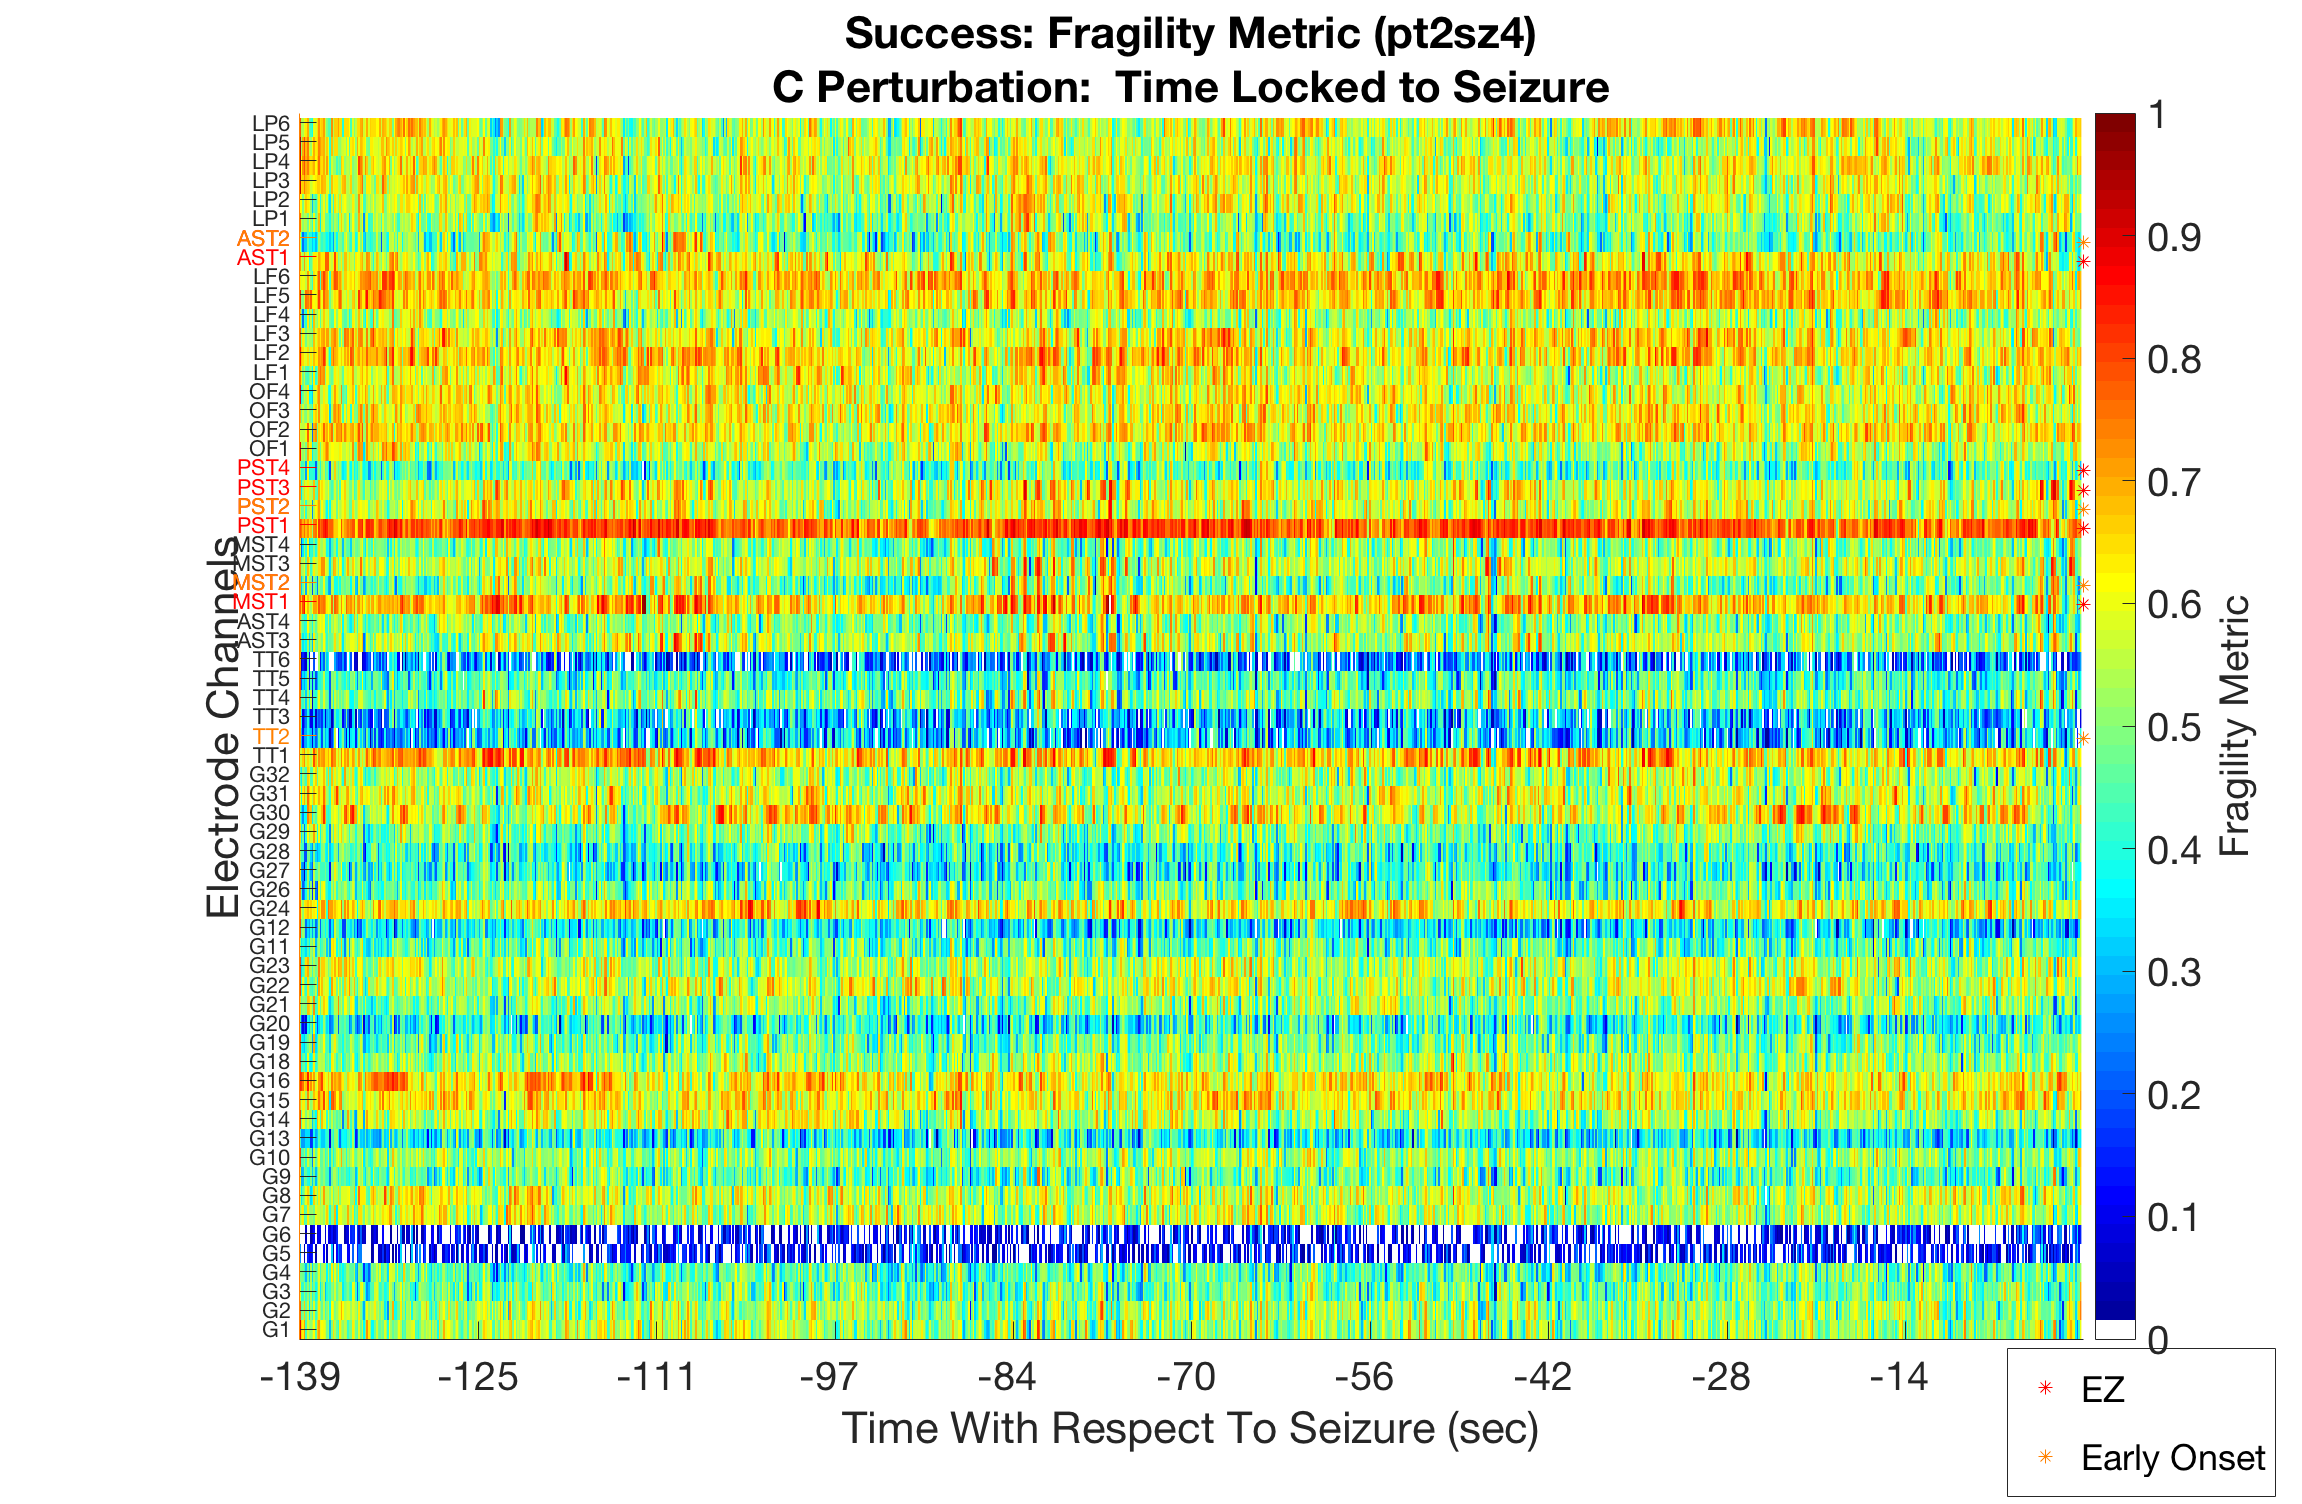 Success: Fragility Metric (pt2sz4)
C Perturbation:  Time Locked to Seizure
Electrode Channels
LP6
LP5
LP4
LP3
LP2
LP1
AST2
AST1
LF6
LF5
LF4
LF3
LF2
LF1
OF4
OF3
OF2
OF1
PST4
PST3
PST2
PST1
MST4
MST3
MST2
MST1
AST4
AST3
TT6
TT5
TT4
TT3
TT2
TT1
G32
G31
G30
G29
G28
G27
G26
G24
G12
G11
G23
G22
G21
G20
G19
G18
G16
G15
G14
G13
G10
G9
G8
G7
G6
G5
G4
G3
G2
G1
-139 -125 -111 -97 -84 -70 -56 -42 -28 -14
Time With Respect To Seizure (sec)
1
0.9
0.8
0.7
0.6
0.5
0.4
0.3
0.2
0.1
0
Fragility Metric
EZ
Early Onset